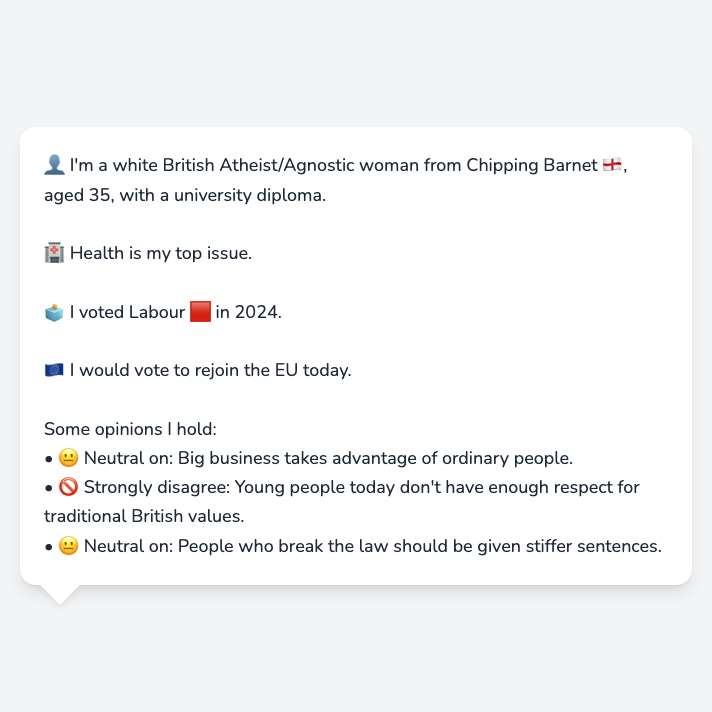 👤 I'm a white British Atheist/Agnostic woman from Chipping Barnet 🏴󠁧󠁢󠁥󠁮󠁧󠁿,
aged 35, with a university diploma.
🏥 Health is my top issue.
🗳️ I voted Labour 🟥 in 2024.
🇪🇺 I would vote to rejoin the EU today.
Some opinions I hold:
• 😐 Neutral on: Big business takes advantage of ordinary people.
• 🚫 Strongly disagree: Young people today don't have enough respect for
traditional British values.
• 😐 Neutral on: People who break the law should be given stiffer sentences.